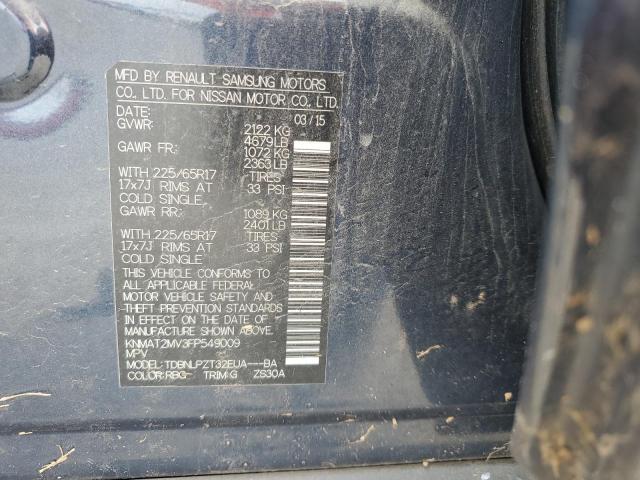 MFD BY RENAULT SAMSUNG MOTORS
CO., LTD. FOR NISSAN MOTOR CO., LTD.
DATE: 03/15
GVWR: 2122 KG
4679 LB
GAWR FR: 1072 KG
2363 LB
WITH 225/65R17 TIRES
17x7J RIMS AT 33 PSI
COLD SINGLE
GAWR RR: 1089 KG
2401 LB
WITH 225/65R17 TIRES
17x7J RIMS AT 33 PSI
COLD SINGLE
THIS VEHICLE CONFORMS TO
ALL APPLICABLE FEDERAL
MOTOR VEHICLE SAFETY AND
THEFT PREVENTION STANDARDS
IN EFFECT ON THE DATE OF
MANUFACTURE SHOWN ABOVE.
KNMAT2MV3FP549009
MPV
MODEL: TDBNLPZT32EUA---BA
COLOR: RBG TRIM: G ZS30A